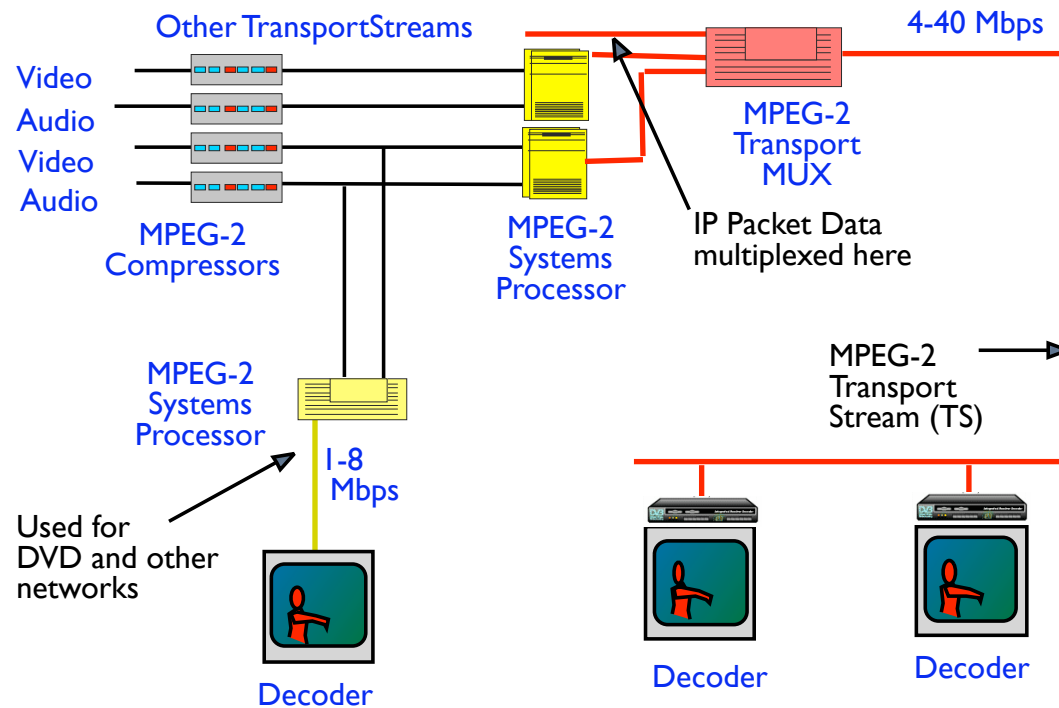 Other TransportStreams
4-40 Mbps
Video
Audio
Video
Audio
MPEG-2
Compressors
MPEG-2
Systems
Processor
MPEG-2
Transport
MUX
IP Packet Data
multiplexed here
MPEG-2
Systems
Processor
1-8
Mbps
Used for
DVD and other
networks
MPEG-2
Transport
Stream (TS)
Decoder
Decoder
Decoder